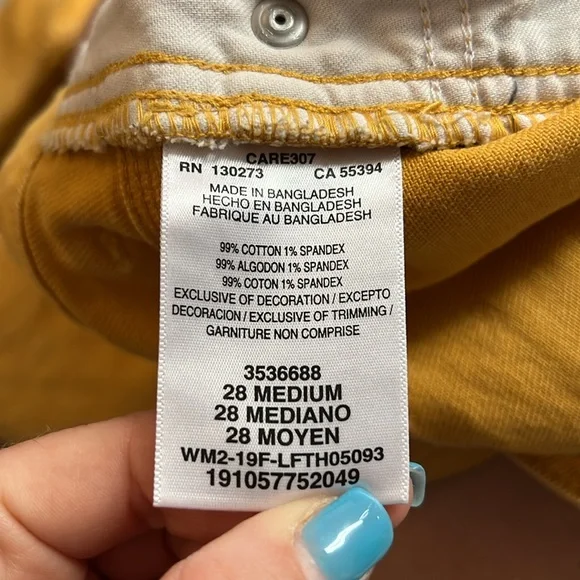 CARE307
RN 130273 CA 55394
MADE IN BANGLADESH
HECHO EN BANGLADESH
FABRIQUE AU BANGLADESH
99% COTTON 1% SPANDEX
99% ALGODON 1% SPANDEX
99% COTON 1% SPANDEX
EXCLUSIVE OF DECORATION / EXCEPTO
DECORACION / EXCLUSIVE OF TRIMMING /
GARNITURE NON COMPRISE
3536688
28 MEDIUM
28 MEDIANO
28 MOYEN
WM2-19F-LFTH05093
191057752049